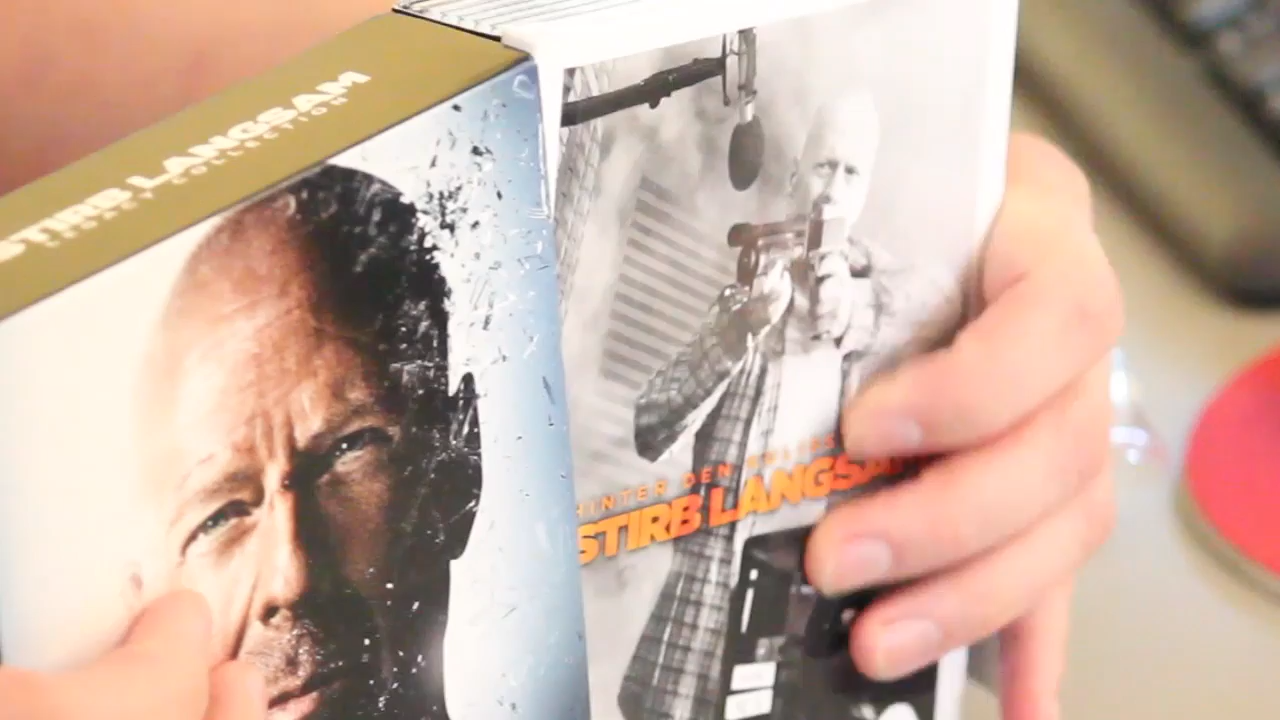 STIRB LANGSAM
LEGACY COLLECTION
HINTER DEN KULISSEN
STIRB LANGSAM